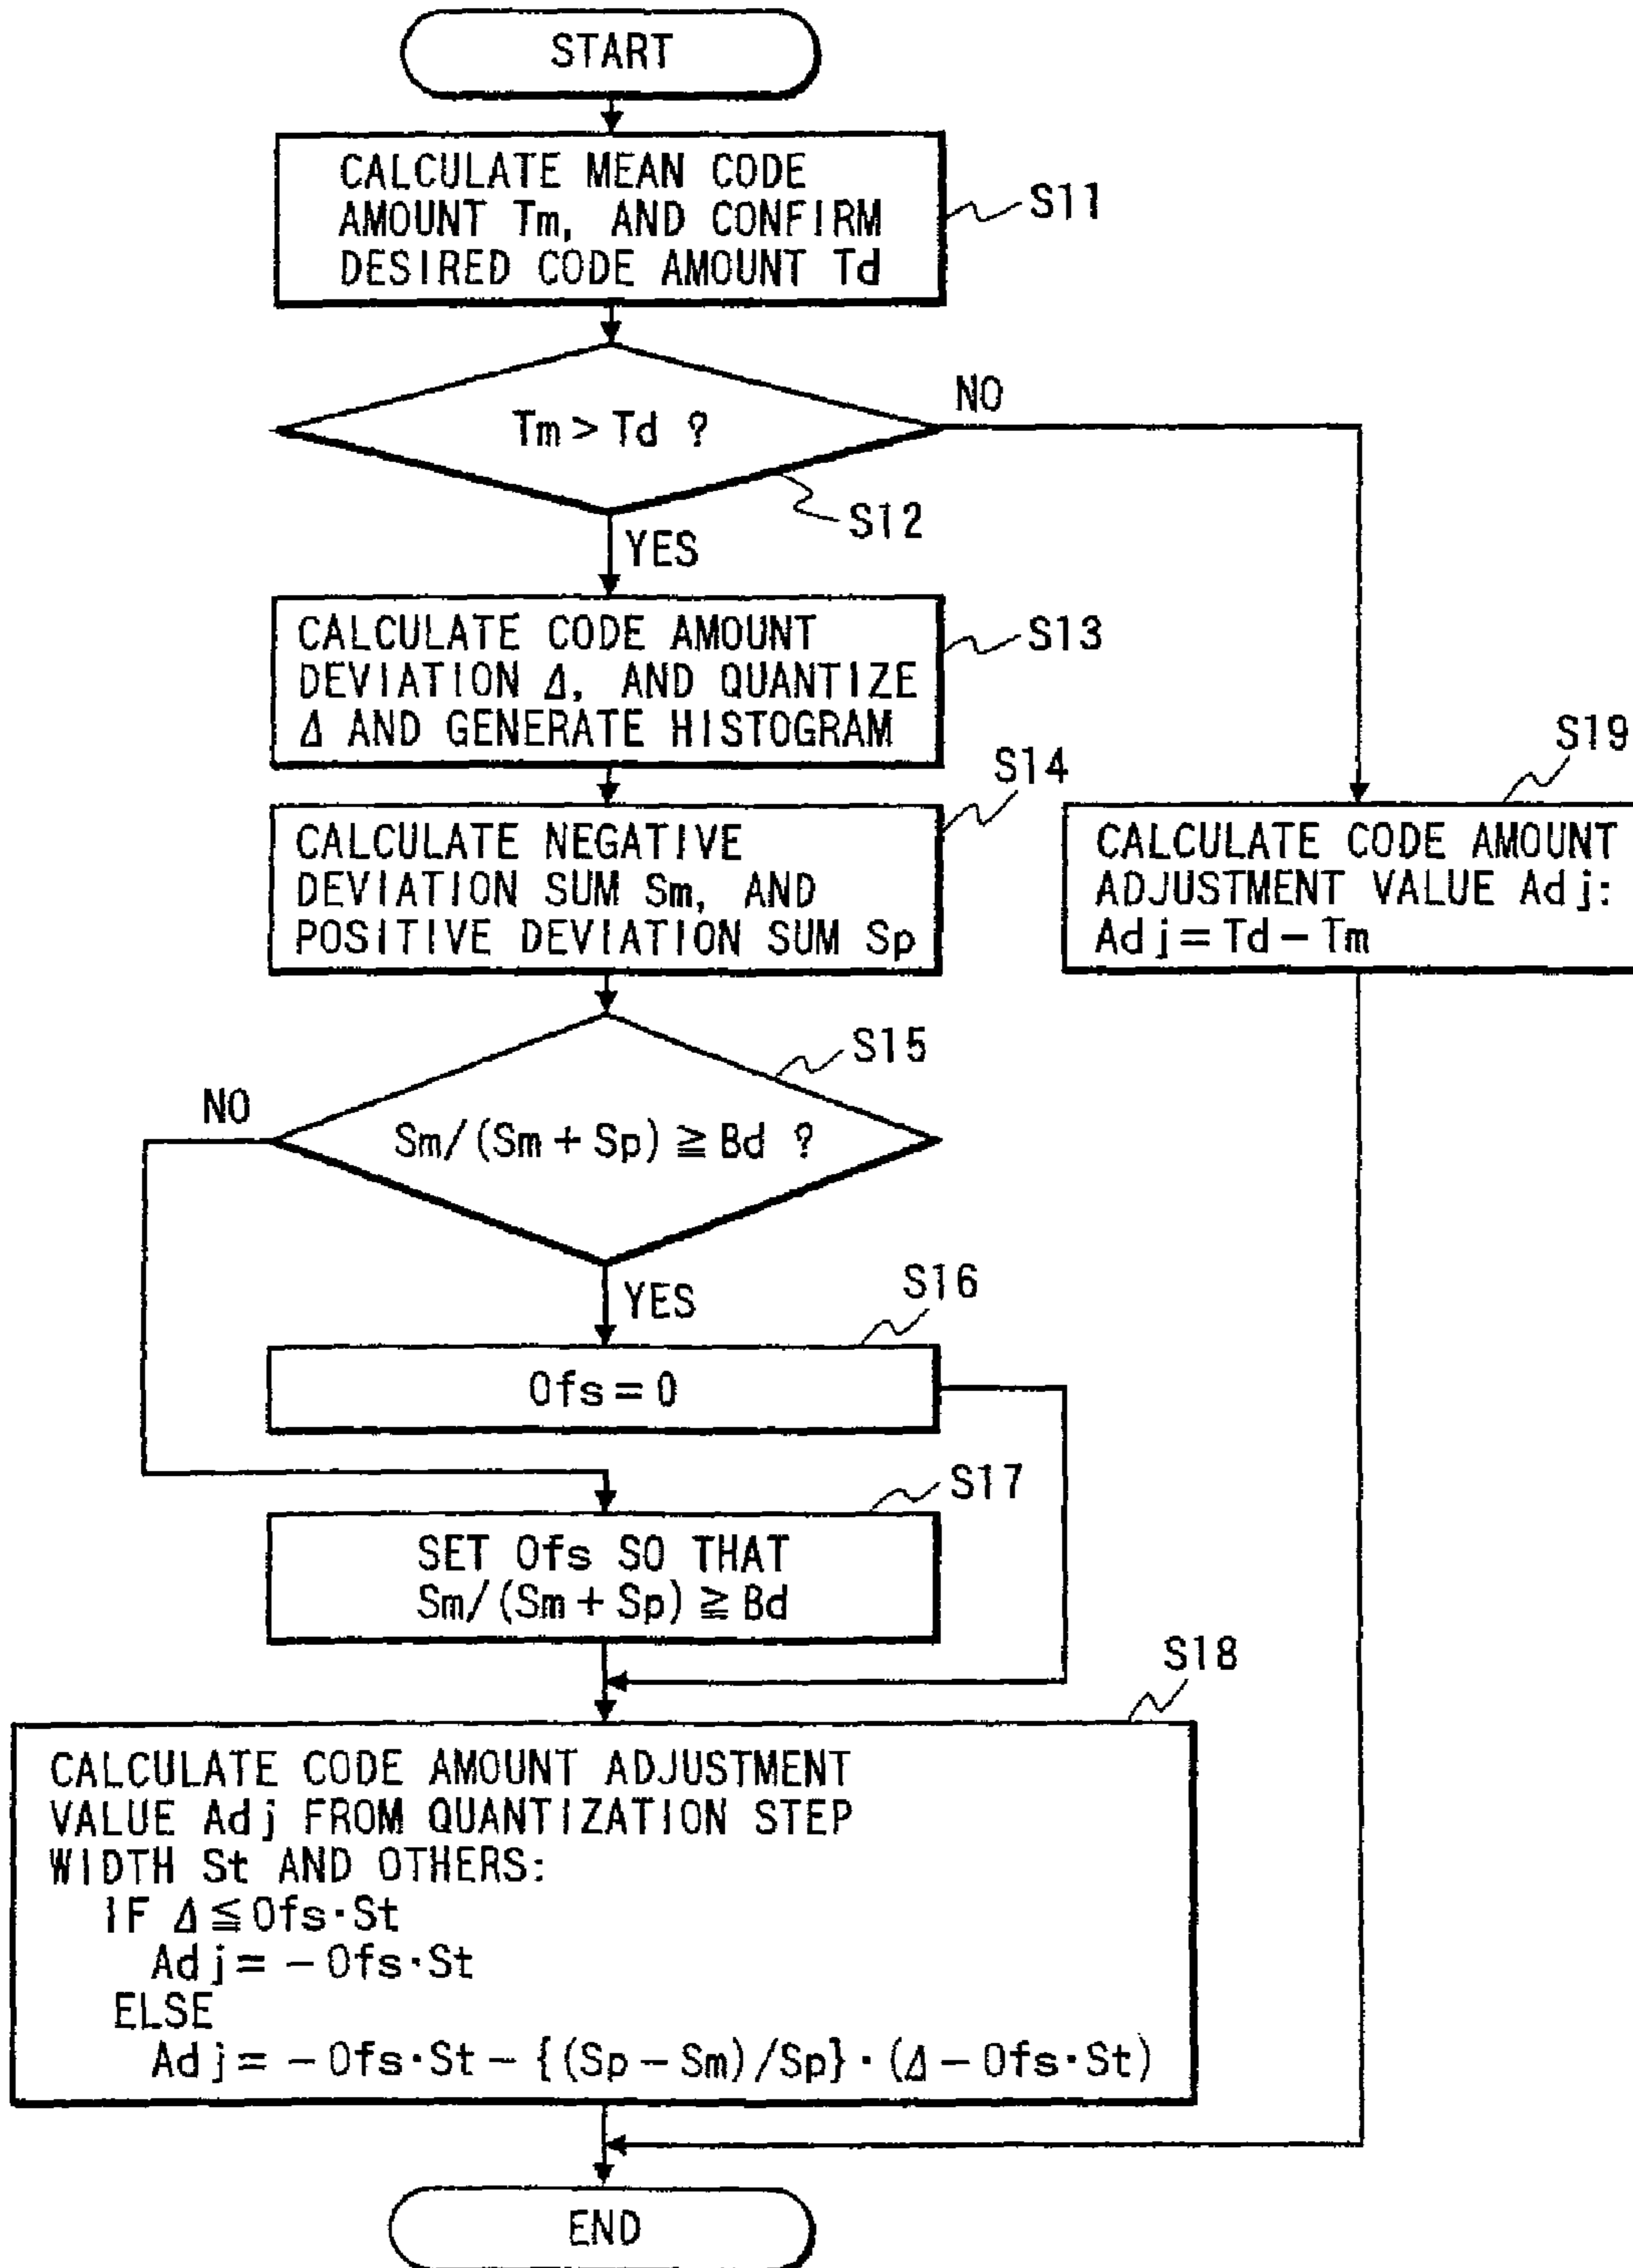 START
CALCULATE MEAN CODE
AMOUNT Tm, AND CONFIRM
DESIRED CODE AMOUNT Td
S11
Tm > Td ?
NO
S12
YES
CALCULATE CODE AMOUNT
DEVIATION Δ, AND QUANTIZE
Δ AND GENERATE HISTOGRAM
S13
S14
CALCULATE NEGATIVE
DEVIATION SUM Sm, AND
POSITIVE DEVIATION SUM Sp
S19
CALCULATE CODE AMOUNT
ADJUSTMENT VALUE Adj:
Adj = Td − Tm
S15
NO
Sm/(Sm + Sp) ≧ Bd ?
YES
S16
Ofs = 0
S17
SET Ofs SO THAT
Sm/(Sm + Sp) ≧ Bd
S18
CALCULATE CODE AMOUNT ADJUSTMENT
VALUE Adj FROM QUANTIZATION STEP
WIDTH St AND OTHERS:
IF Δ ≦ Ofs·St
Adj = − Ofs·St
ELSE
Adj = − Ofs·St − {(Sp − Sm)/Sp}·(Δ − Ofs·St)
END